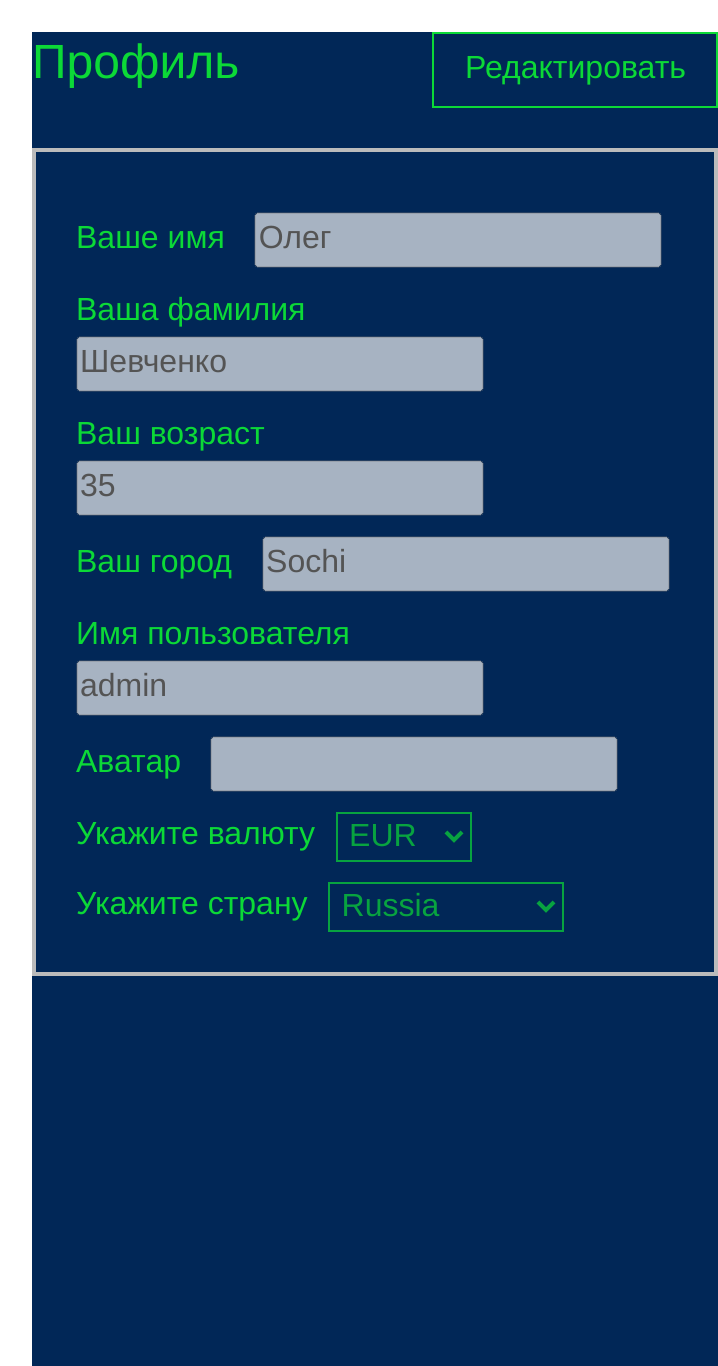 Профиль
Редактировать
Ваше имя Олег
Ваша фамилия
Шевченко
Ваш возраст
35
Ваш город Sochi
Имя пользователя
admin
Аватар
Укажите валюту EUR
Укажите страну Russia